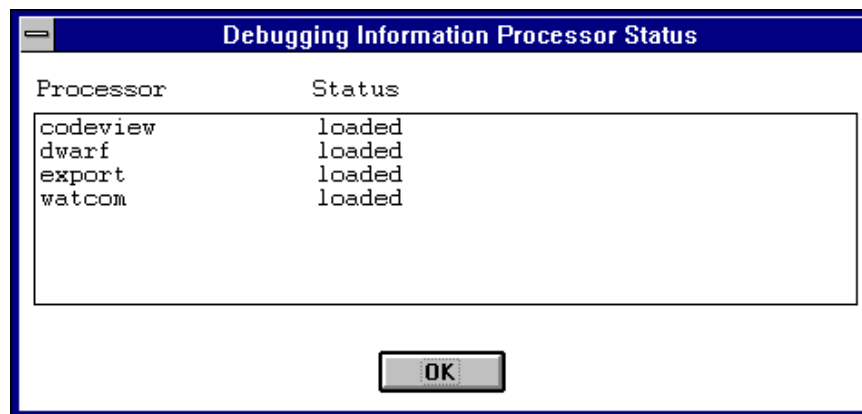 Debugging Information Processor Status
Processor Status
codeview loaded
dwarf loaded
export loaded
watcom loaded
OK